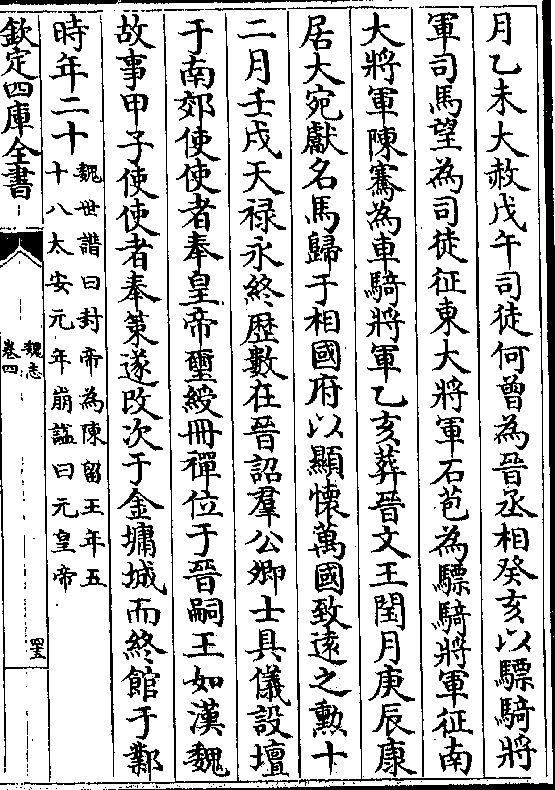 月乙未大赦戊午司徒何曾為晉丞相癸亥以驃騎將
軍司馬望為司徒征東大將軍石苞為驃騎將軍征南
大將軍陳騫為車騎將軍乙亥葬晉文王閏月庚辰康
居大宛獻名馬歸于相國府以顯懷萬國致遠之勲十
二月壬戌天禄永終歴數在晉詔羣公卿士具儀設壇
于南郊使使者奉皇帝璽綬冊禪位于晉嗣王如漢魏
故事甲子使使者奉策遂改次于金墉城而終館于鄴
時年二十
魏世譜曰封帝為陳留王年五
十八太安元年崩諡曰元皇帝
欽定四庫全書
魏志
卷四